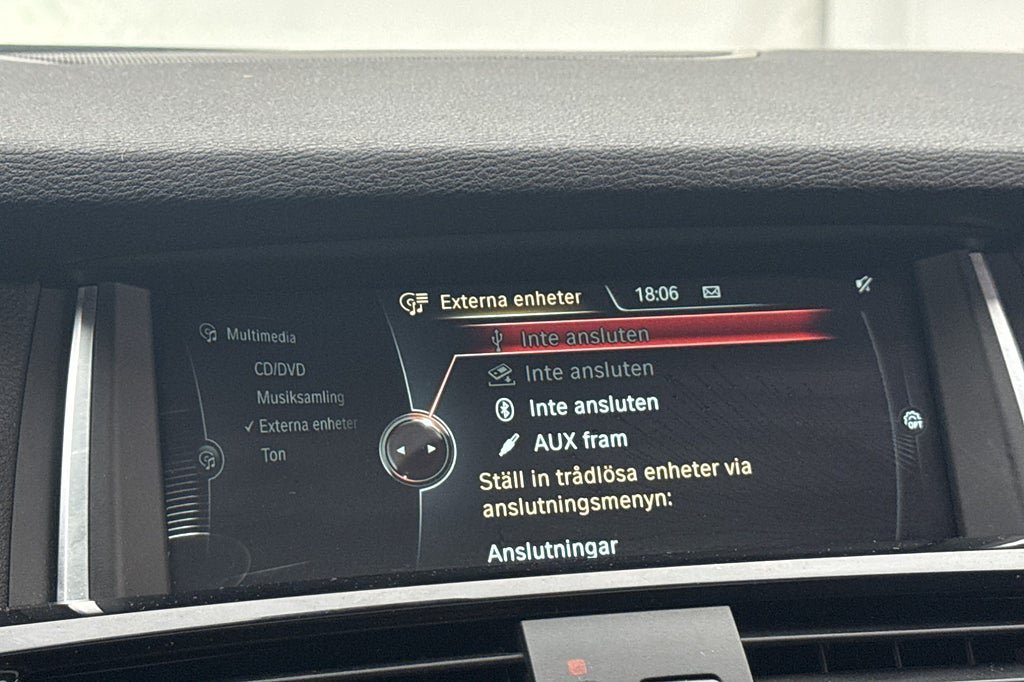 Externa enheter
18:06
Multimedia
CD/DVD
Musiksamling
Externa enheter
Ton
Inte ansluten
Inte ansluten
Inte ansluten
AUX fram
Ställ in trådlösa enheter via
anslutningsmenyn:
Anslutningar
OPT